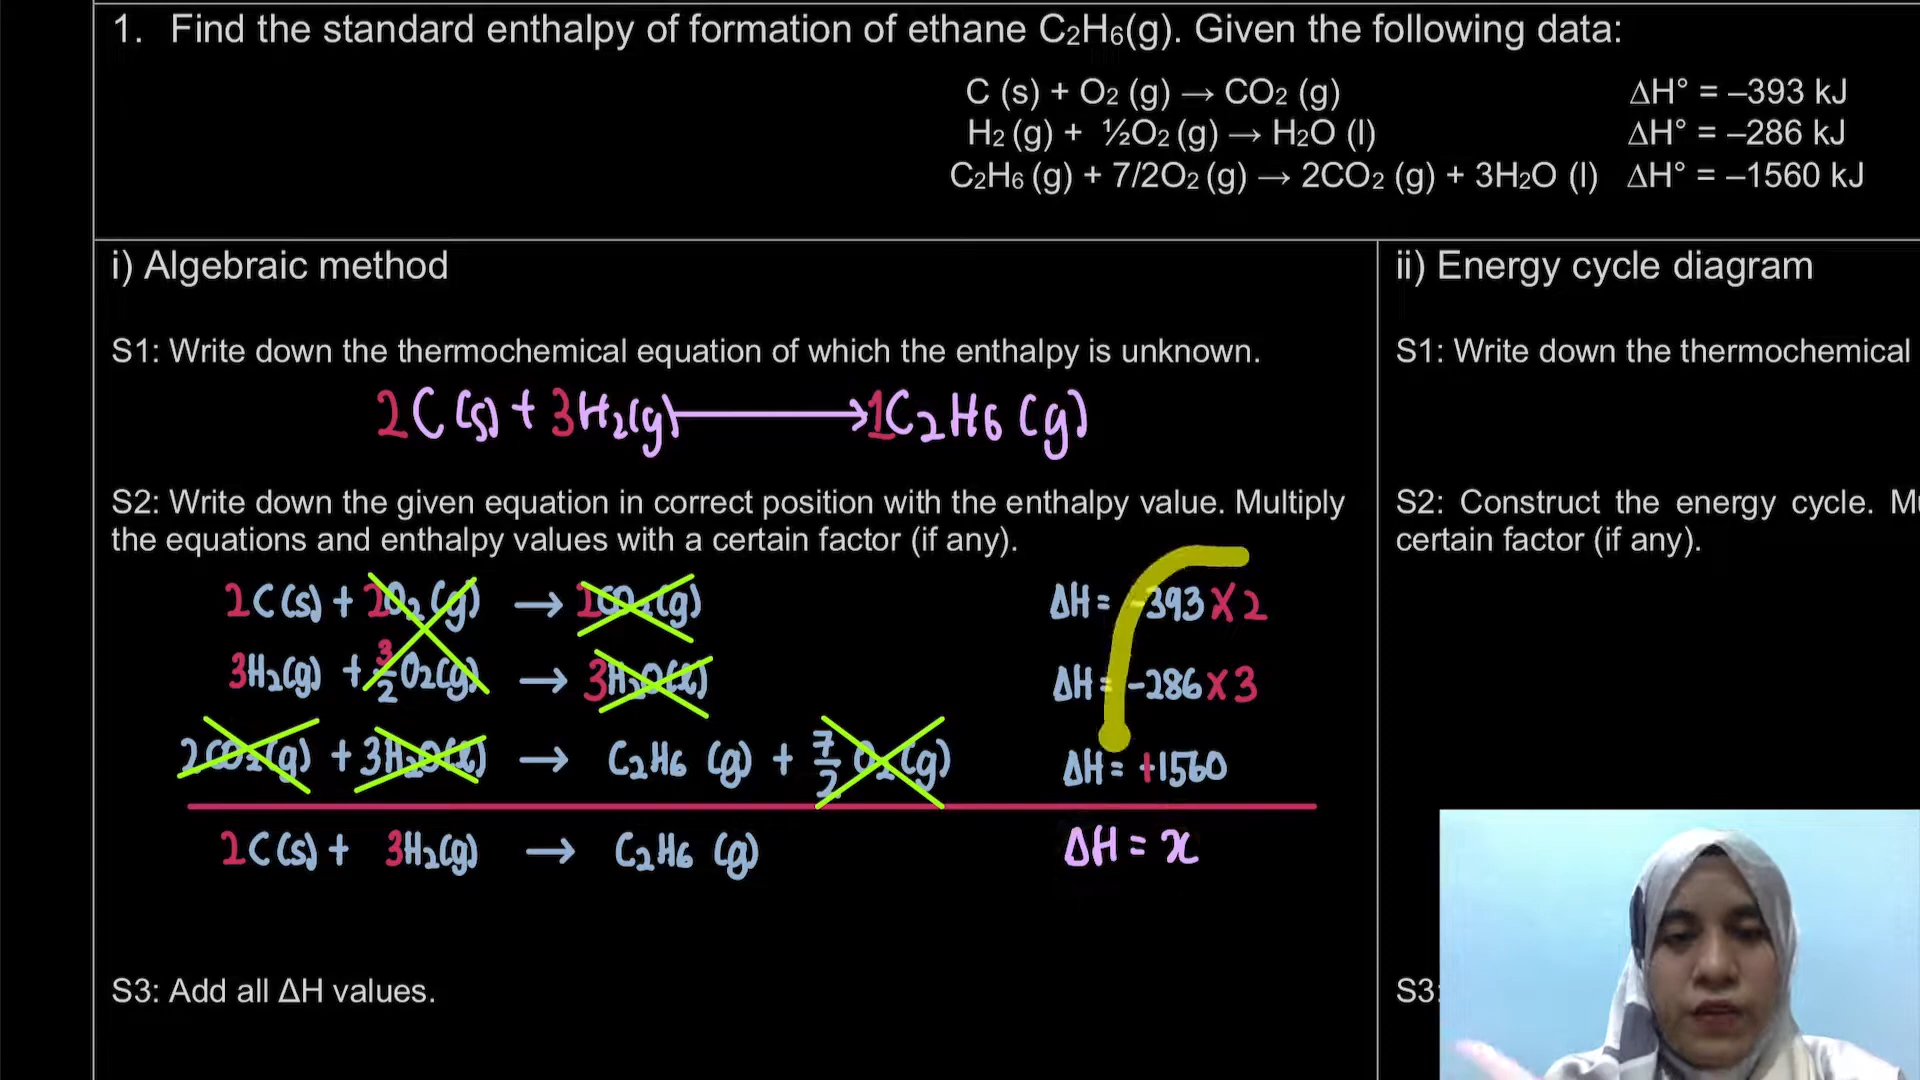 1. Find the standard enthalpy of formation of ethane C2H6(g). Given the following data:
C (s) + O2 (g) → CO2 (g) ΔH° = –393 kJ
H2 (g) + ½O2 (g) → H2O (l) ΔH° = –286 kJ
C2H6 (g) + 7/2O2 (g) → 2CO2 (g) + 3H2O (l) ΔH° = –1560 kJ
i) Algebraic method
S1: Write down the thermochemical equation of which the enthalpy is unknown.
2C (s) + 3H2(g) → 1C2H6 (g)
S2: Write down the given equation in correct position with the enthalpy value. Multiply
the equations and enthalpy values with a certain factor (if any).
2C(s) + 2O2(g) → 2CO2(g) ΔH = -393 x 2
3H2(g) + 3/2 O2(g) → 3H2O(l) ΔH = -286 x 3
2CO2(g) + 3H2O(l) → C2H6 (g) + 7/2 O2(g) ΔH = +1560
2C(s) + 3H2(g) → C2H6 (g) ΔH = x
S3: Add all ΔH values.
ii) Energy cycle diagram
S1: Write down the thermochemical
S2: Construct the energy cycle. Mu
certain factor (if any).
S3: